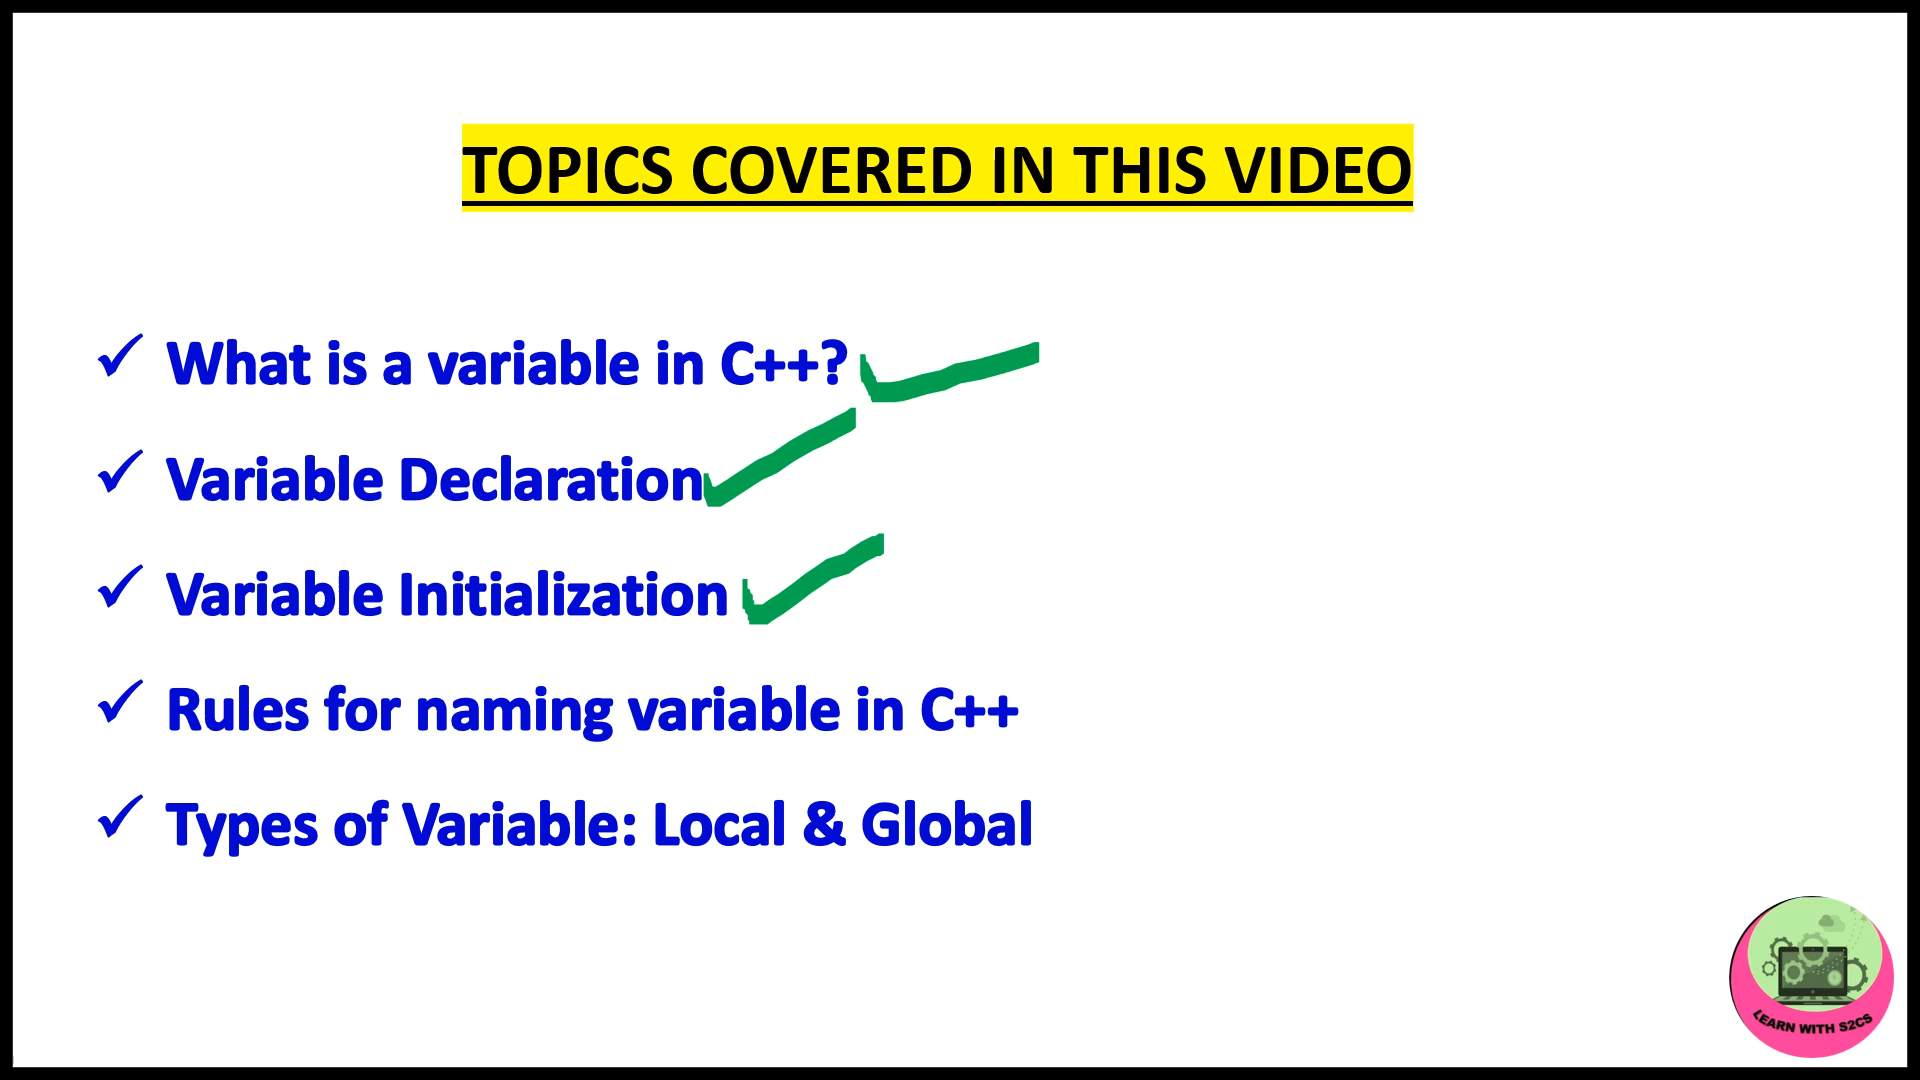 TOPICS COVERED IN THIS VIDEO
What is a variable in C++?
Variable Declaration
Variable Initialization
Rules for naming variable in C++
Types of Variable: Local & Global
LEARN WITH S2CS